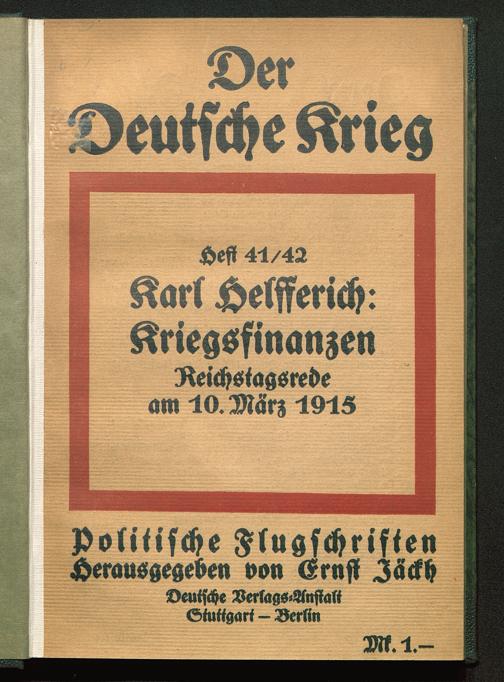 Der
Deutsche Krieg
Heft 41/42
Karl Helfferich:
Kriegsfinanzen
Reichstagsrede
am 10. März 1915
Politische Flugschriften
Herausgegeben von Ernst Jäckh
Deutsche Verlags-Anstalt
Stuttgart – Berlin
Mk. 1.—